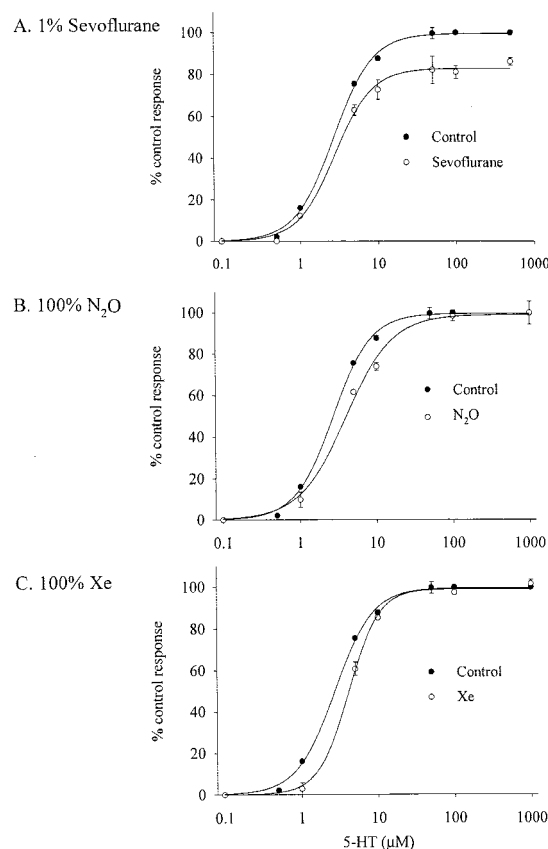 A. 1% Sevoflurane
% control response
100
80
60
40
20
0
Control
Sevoflurane
0.1 1 10 100 1000
B. 100% N₂O
% control response
100
80
60
40
20
0
Control
N₂O
0.1 1 10 100 1000
C. 100% Xe
% control response
100
80
60
40
20
0
Control
Xe
0.1 1 10 100 1000
5-HT (μM)